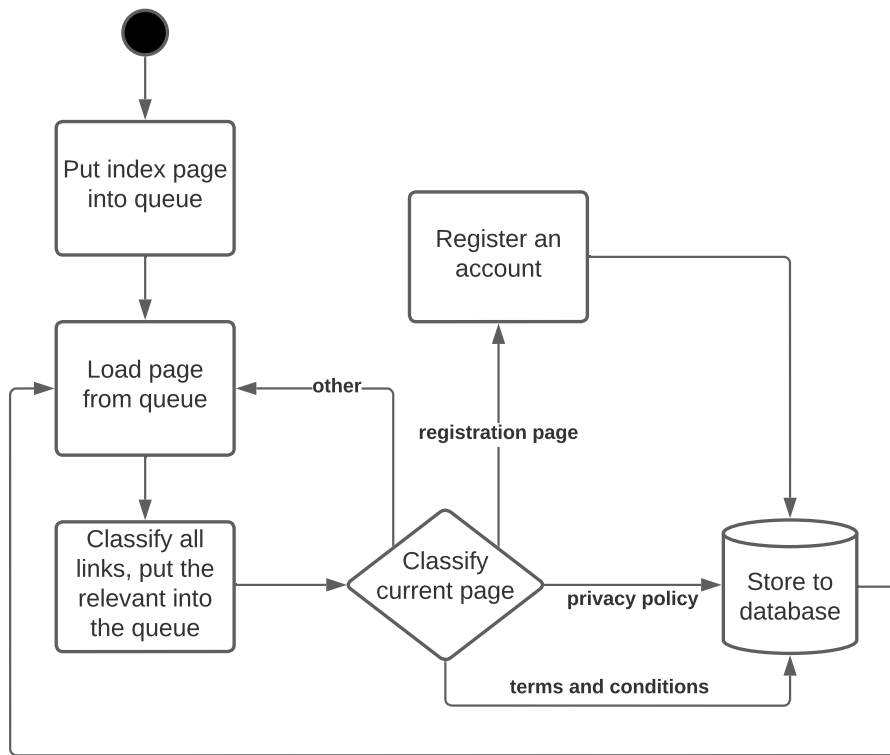 Put index page
into queue
Register an
account
Load page
from queue
other
registration page
Classify all
links, put the
relevant into
the queue
Classify
current page
privacy policy
Store to
database
terms and conditions